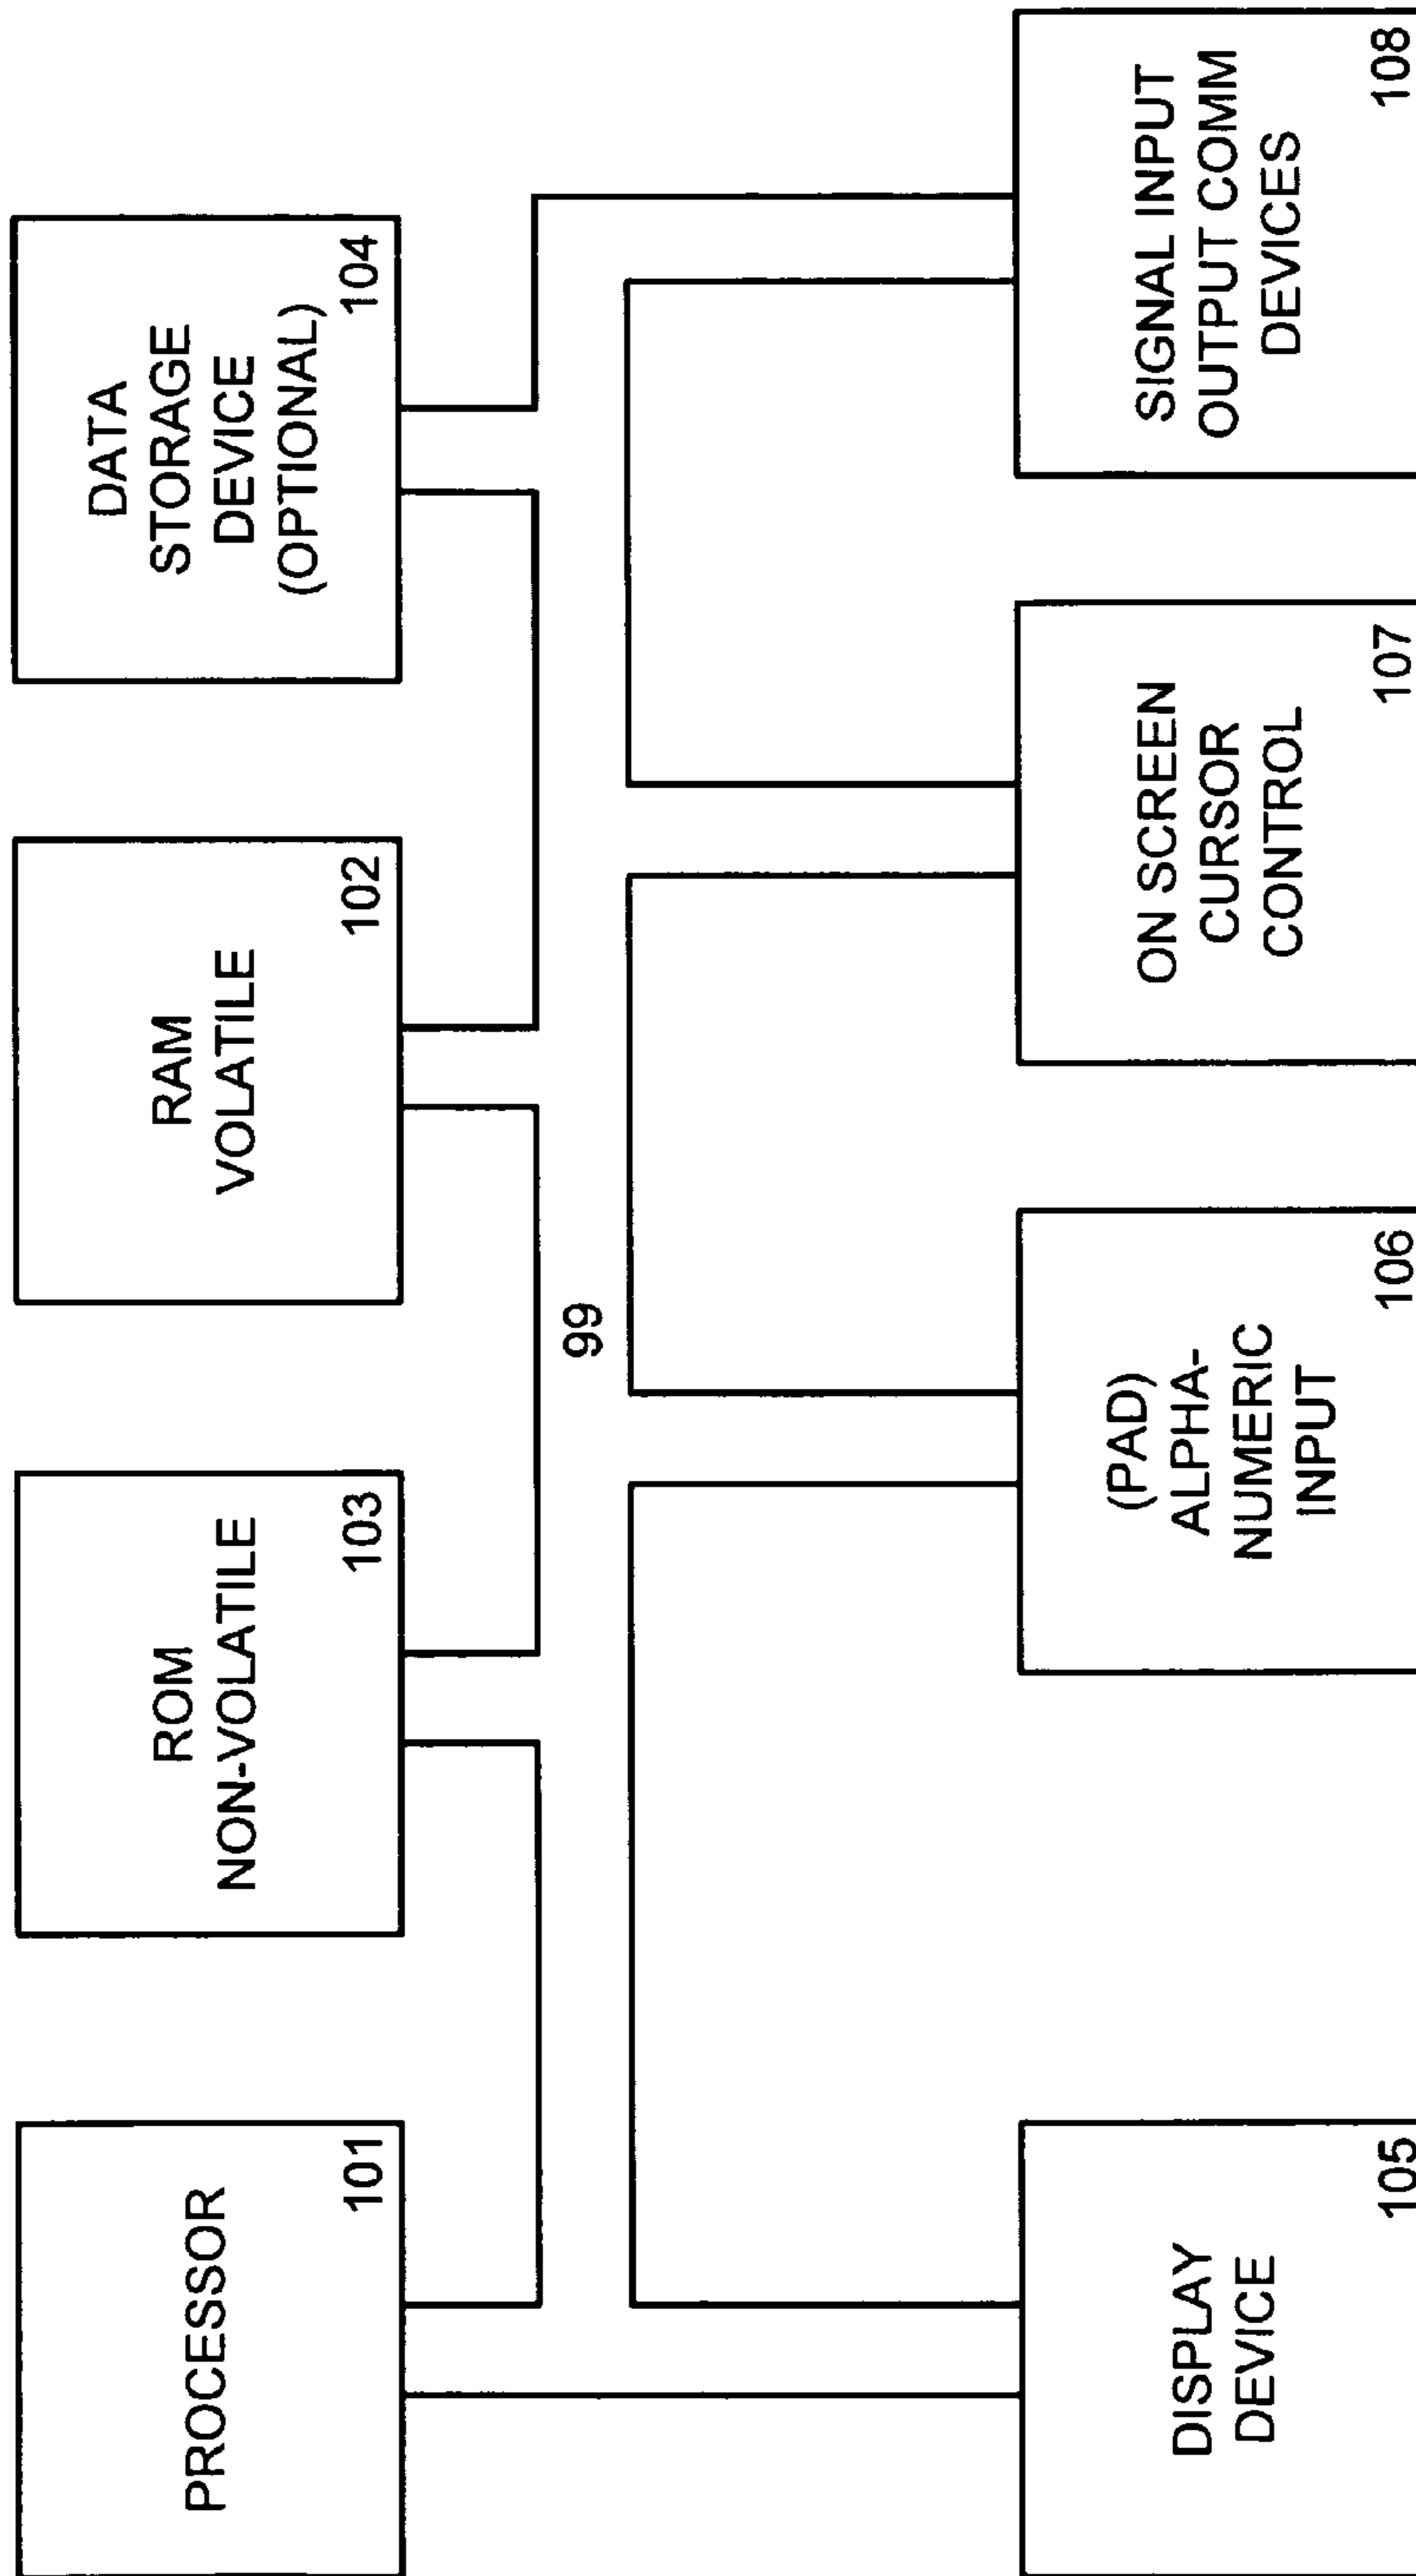 PROCESSOR
101
ROM
NON-VOLATILE
103
RAM
VOLATILE
102
DATA
STORAGE
DEVICE
(OPTIONAL)
104
99
DISPLAY
DEVICE
105
(PAD)
ALPHA-
NUMERIC
INPUT
106
ON SCREEN
CURSOR
CONTROL
107
SIGNAL INPUT
OUTPUT COMM
DEVICES
108